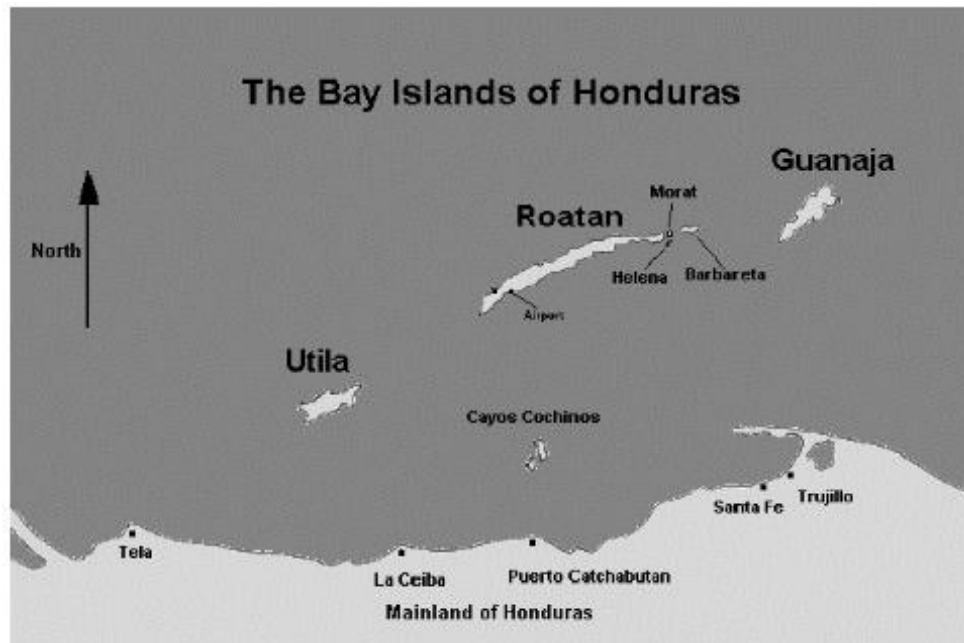 The Bay Islands of Honduras
Guanaja
Morat
Roatan
North
Helena
Barbareta
Airport
Utila
Cayos Cochinos
Santa Fe
Trujillo
Tela
La Ceiba
Puerto Catchabutan
Mainland of Honduras